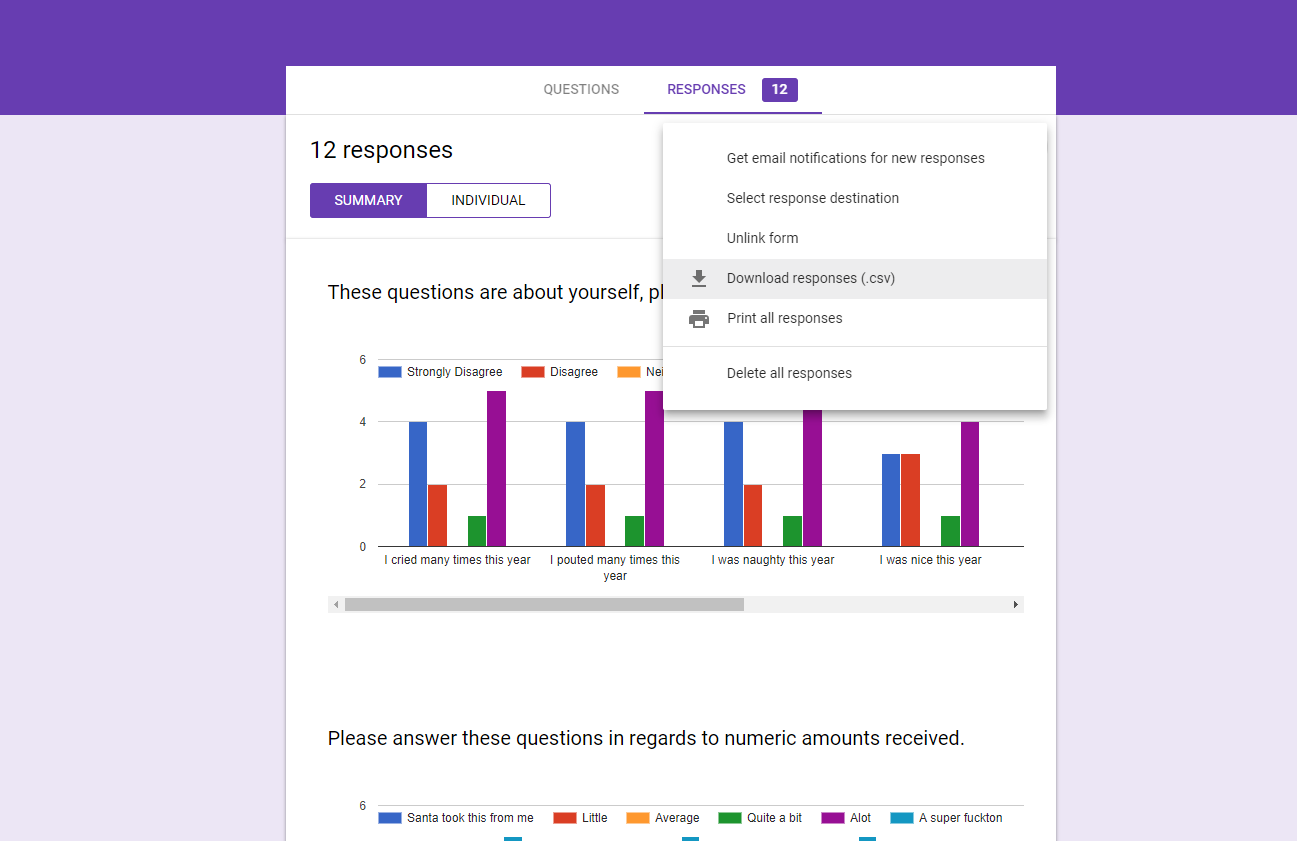 QUESTIONS RESPONSES 12
12 responses
SUMMARY INDIVIDUAL
Get email notifications for new responses
Select response destination
Unlink form
Download responses (.csv)
Print all responses
Delete all responses
These questions are about yourself,
6
Strongly Disagree Disagree
4
2
0
I cried many times this year I pouted many times this year I was naughty this year I was nice this year
Please answer these questions in regards to numeric amounts received.
6
Santa took this from me Little Average Quite a bit Alot A super fuckton